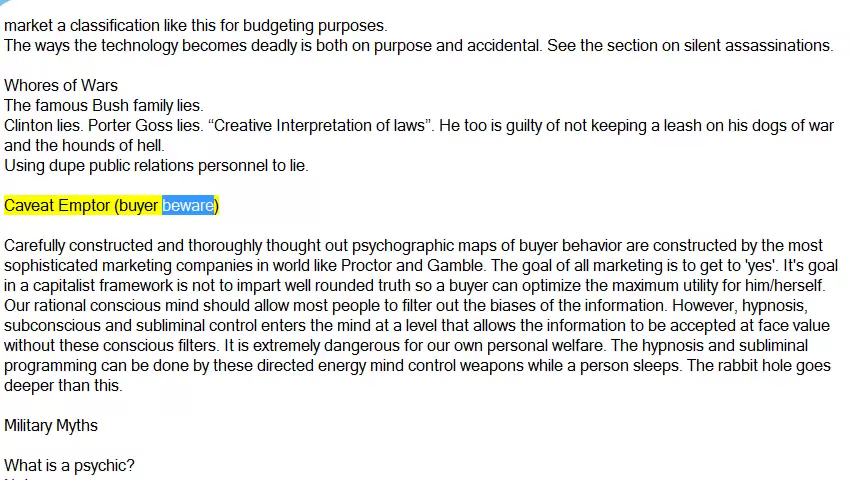 market a classification like this for budgeting purposes.
The ways the technology becomes deadly is both on purpose and accidental. See the section on silent assassinations.
Whores of Wars
The famous Bush family lies.
Clinton lies. Porter Goss lies. “Creative Interpretation of laws”. He too is guilty of not keeping a leash on his dogs of war
and the hounds of hell.
Using dupe public relations personnel to lie.
Caveat Emptor (buyer beware)
Carefully constructed and thoroughly thought out psychographic maps of buyer behavior are constructed by the most
sophisticated marketing companies in world like Proctor and Gamble. The goal of all marketing is to get to 'yes'. It's goal
in a capitalist framework is not to impart well rounded truth so a buyer can optimize the maximum utility for him/herself.
Our rational conscious mind should allow most people to filter out the biases of the information. However, hypnosis,
subconscious and subliminal control enters the mind at a level that allows the information to be accepted at face value
without these conscious filters. It is extremely dangerous for our own personal welfare. The hypnosis and subliminal
programming can be done by these directed energy mind control weapons while a person sleeps. The rabbit hole goes
deeper than this.
Military Myths
What is a psychic?